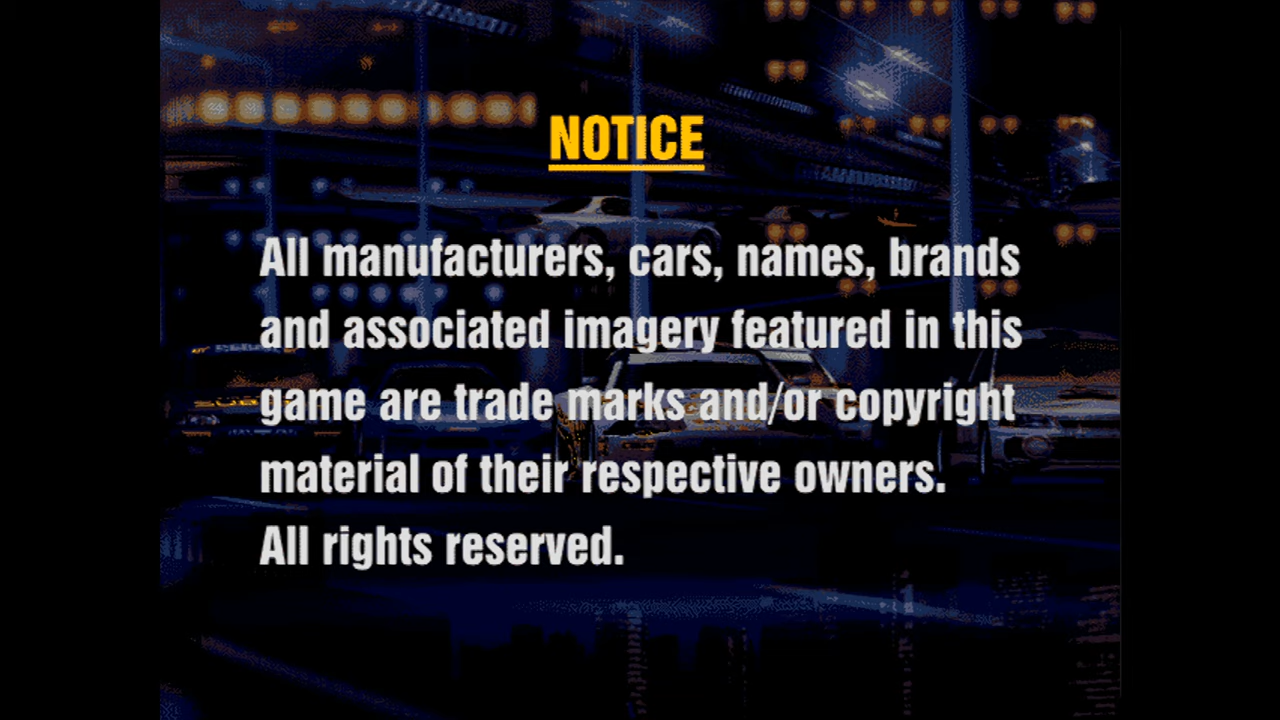 NOTICE
All manufacturers, cars, names, brands
and associated imagery featured in this
game are trade marks and/or copyright
material of their respective owners.
All rights reserved.